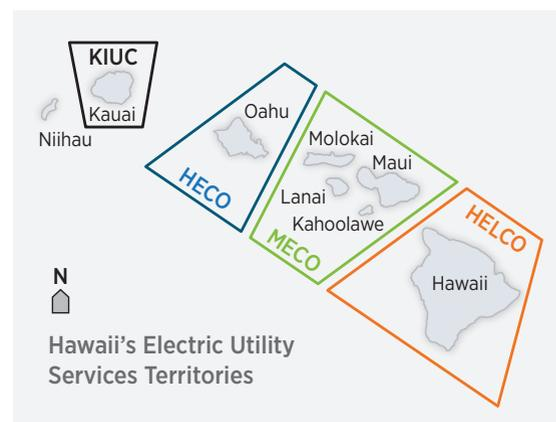 KIUC
Kauai
Niihau
Oahu
HECO
Molokai
Maui
Lanai
Kahoolawe
MECO
HELCO
Hawaii
N
Hawaii’s Electric Utility
Services Territories